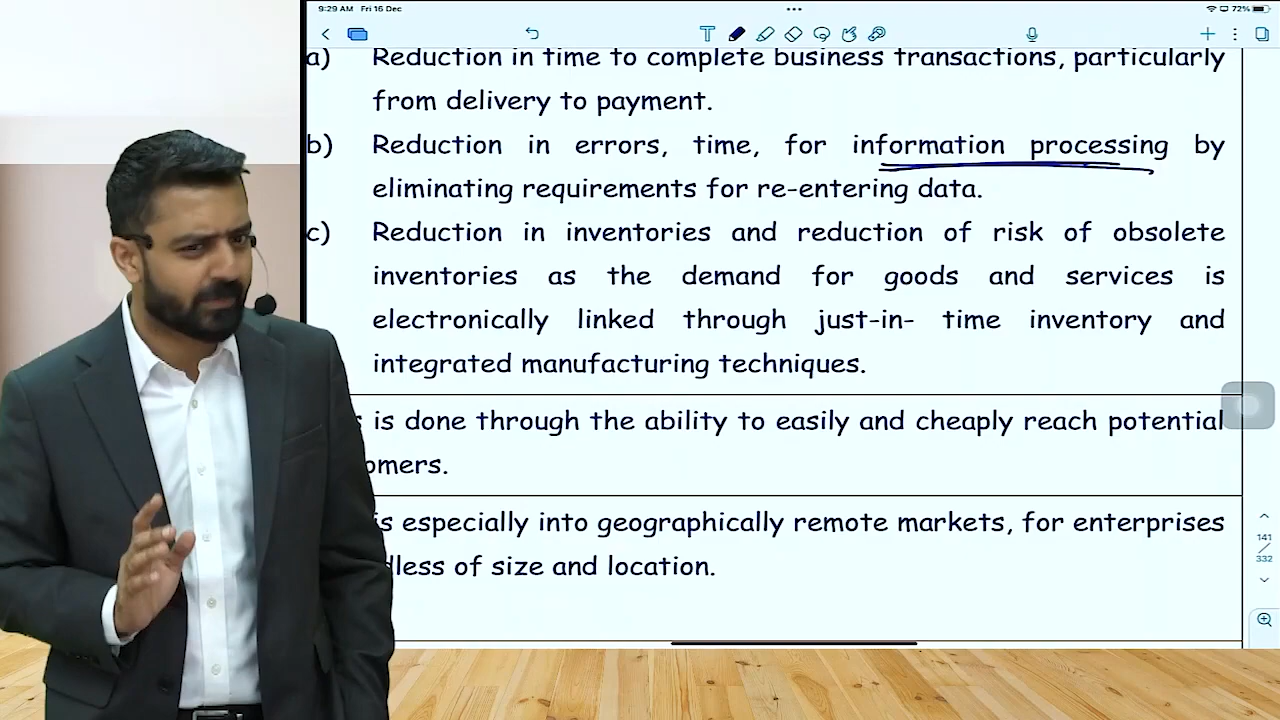 9:29 AM Fri 16 Dec
72%
a) Reduction in time to complete business transactions, particularly
from delivery to payment.
b) Reduction in errors, time, for information processing by
eliminating requirements for re-entering data.
c) Reduction in inventories and reduction of risk of obsolete
inventories as the demand for goods and services is
electronically linked through just-in- time inventory and
integrated manufacturing techniques.
is done through the ability to easily and cheaply reach potential
omers.
is especially into geographically remote markets, for enterprises
dless of size and location.
141
332